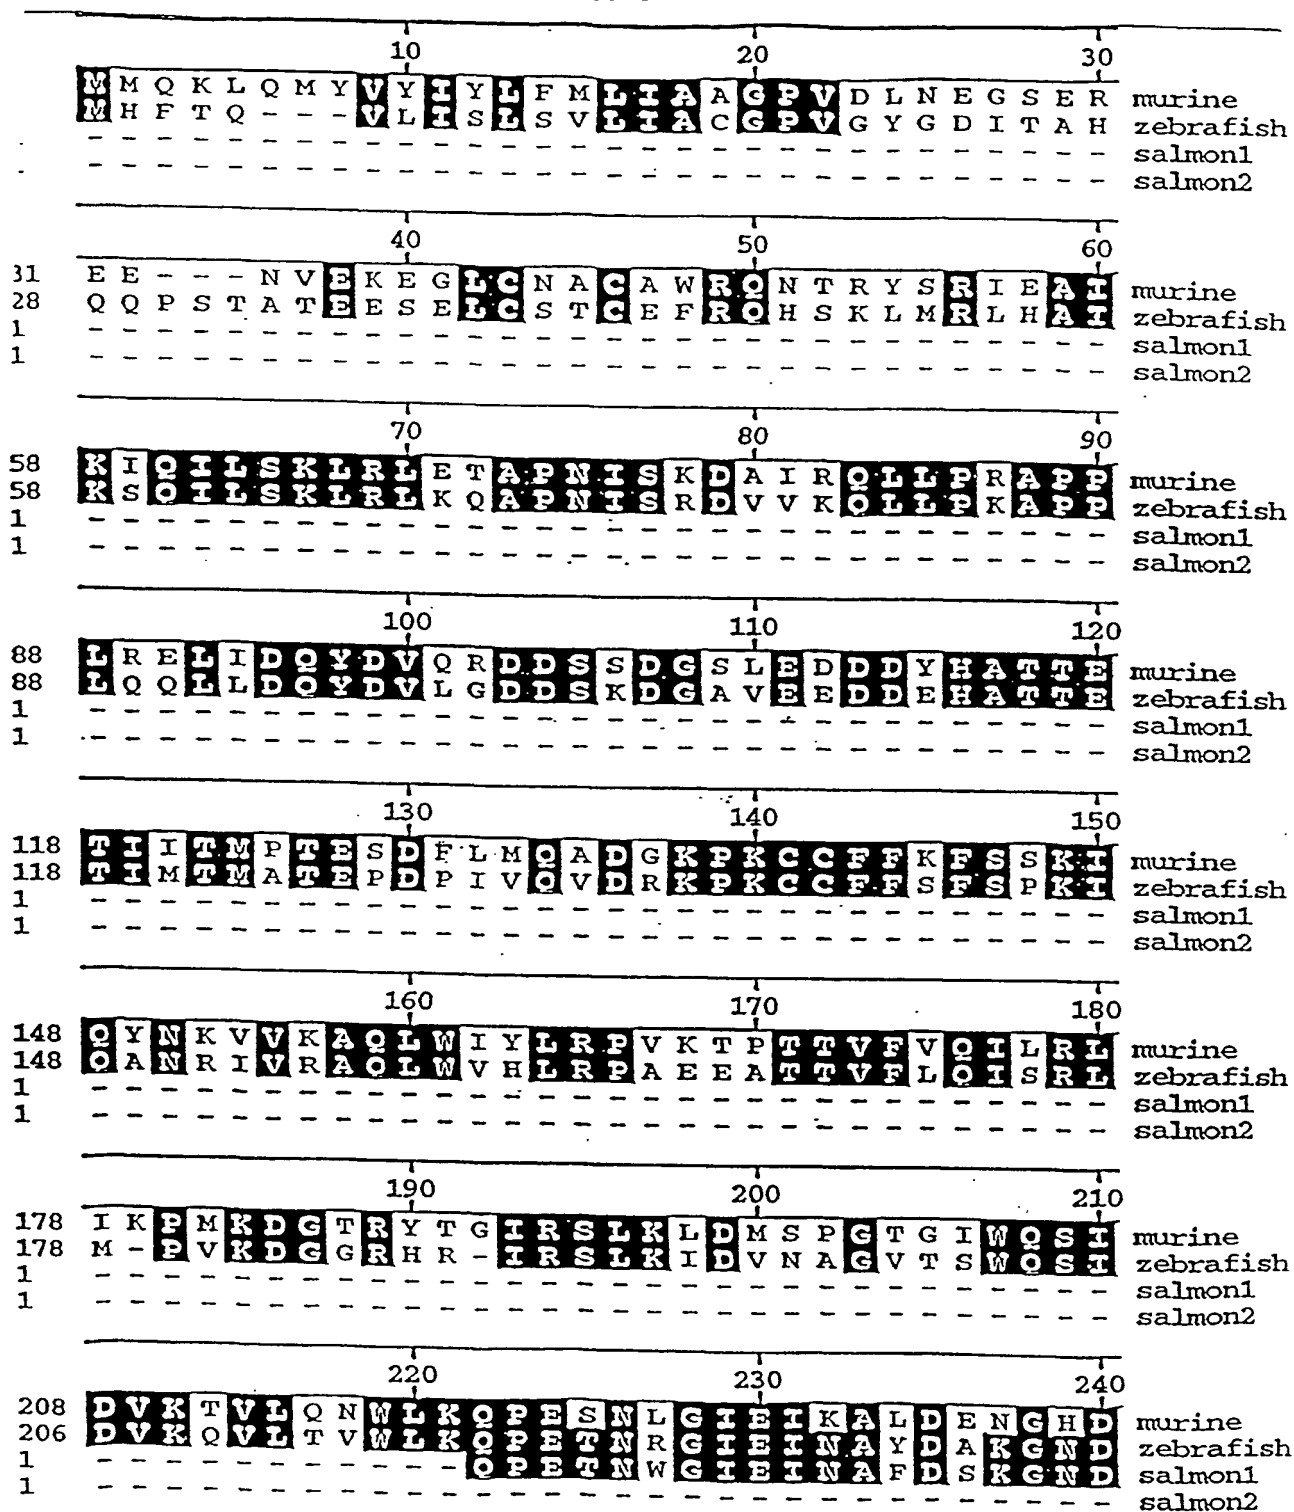 10 20 30
M M Q K L Q M Y V Y I Y L F M L I A A G P V D L N E G S E R murine
M H F T Q - - - V L I S L S V L I A C G P V G Y G D I T A H zebrafish
- - - - - - - - - - - - - - - - - - - - - - - - - - - - - - salmon1
- - - - - - - - - - - - - - - - - - - - - - - - - - - - - - salmon2
40 50 60
31 E E - - - N V E K E G L C N A C A W R Q N T R Y S R I E A I murine
28 Q Q P S T A T E E S E L C S T C E F R Q H S K L M R L H A I zebrafish
1 - - - - - - - - - - - - - - - - - - - - - - - - - - - - - - salmon1
1 - - - - - - - - - - - - - - - - - - - - - - - - - - - - - - salmon2
70 80 90
58 K I Q I L S K L R L E T A P N I S K D A I R Q L L P R A P P murine
58 K S Q I L S K L R L K Q A P N I S R D V V K Q L L P K A P P zebrafish
1 - - - - - - - - - - - - - - - - - - - - - - - - - - - - - - salmon1
1 - - - - - - - - - - - - - - - - - - - - - - - - - - - - - - salmon2
100 110 120
88 L R E L I D Q Y D V Q R D D S S D G S L E D D D Y H A T T E murine
88 L Q Q L L D Q Y D V L G D D S K D G A V E E D D E H A T T E zebrafish
1 - - - - - - - - - - - - - - - - - - - - - - - - - - - - - - salmon1
1 - - - - - - - - - - - - - - - - - - - - - - - - - - - - - - salmon2
130 140 150
118 T I I T M P T E S D F L M Q A D G K P K C C F F K F S S K I murine
118 T I M T M A T E P D P I V Q V D R K P K C C F F S F S P K I zebrafish
1 - - - - - - - - - - - - - - - - - - - - - - - - - - - - - - salmon1
1 - - - - - - - - - - - - - - - - - - - - - - - - - - - - - - salmon2
160 170 180
148 Q Y N K V V K A Q L W I Y L R P V K T P T T V F V Q I L R L murine
148 Q A N R I V R A Q L W V H L R P A E E A T T V F L Q I S R L zebrafish
1 - - - - - - - - - - - - - - - - - - - - - - - - - - - - - - salmon1
1 - - - - - - - - - - - - - - - - - - - - - - - - - - - - - - salmon2
190 200 210
178 I K P M K D G T R Y T G I R S L K L D M S P G T G I W Q S I murine
178 M - P V K D G G R H R - I R S L K I D V N A G V T S W Q S I zebrafish
1 - - - - - - - - - - - - - - - - - - - - - - - - - - - - - - salmon1
1 - - - - - - - - - - - - - - - - - - - - - - - - - - - - - - salmon2
220 230 240
208 D V K T V L Q N W L K Q P E S N L G I E I K A L D E N G H D murine
206 D V K Q V L T V W L K Q P E T N R G I E I N A Y D A K G N D zebrafish
1 - - - - - - - - - - - Q P E T N W G I E I N A F D S K G N D salmon1
1 - - - - - - - - - - - - - - - - - - - - - - - - - - - - - - salmon2